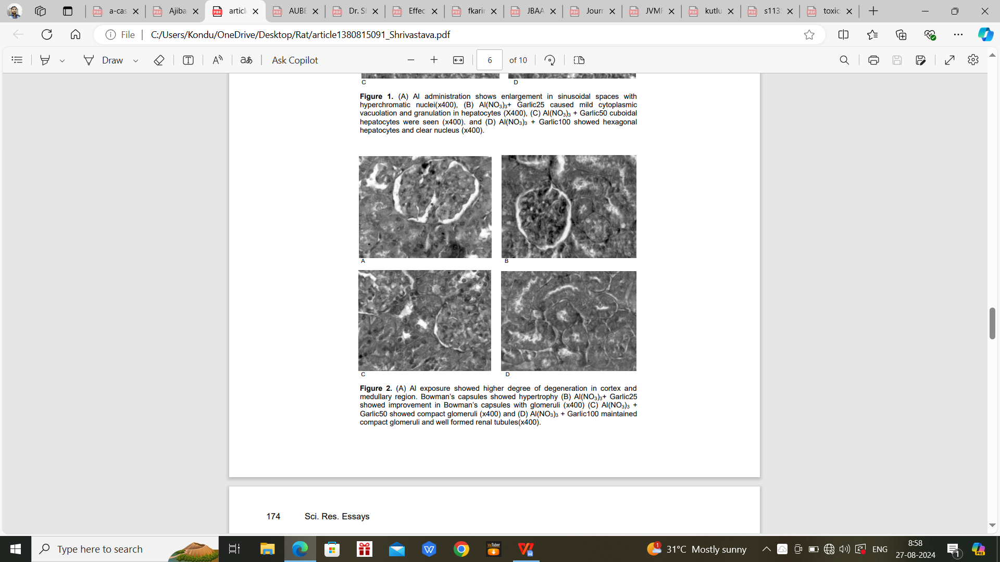 a-cas
Ajiba
articl
AUBE
Dr. S
Effec
fkari
JBAA
Jour
JVM
kutlu
s113
toxic
File
C:/Users/Kondu/OneDrive/Desktop/Rat/article1380815091_Shrivastava.pdf
Draw
Ask Copilot
6 of 10
C
D
Figure 1. (A) Al administration shows enlargement in sinusoidal spaces with
hyperchromatic nuclei(x400), (B) Al(NO3)3+ Garlic25 caused mild cytoplasmic
vacuolation and granulation in hepatocytes (X400), (C) Al(NO3)3 + Garlic50 cuboidal
hepatocytes were seen (x400). and (D) Al(NO3)3 + Garlic100 showed hexagonal
hepatocytes and clear nucleus (x400).
A
B
C
D
Figure 2. (A) Al exposure showed higher degree of degeneration in cortex and
medullary region. Bowman's capsules showed hypertrophy (B) Al(NO3)3+ Garlic25
showed improvement in Bowman's capsules with glomeruli (x400) (C) Al(NO3)3 +
Garlic50 showed compact glomeruli (x400) and (D) Al(NO3)3 + Garlic100 maintained
compact glomeruli and well formed renal tubules(x400).
174 Sci. Res. Essays
Type here to search
31°C Mostly sunny
ENG
8:58
27-08-2024
1